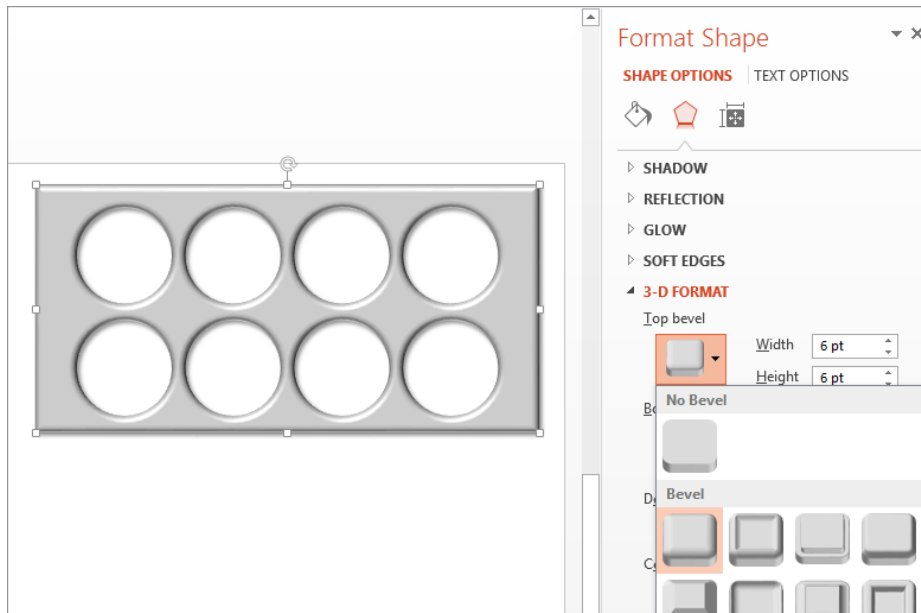 Format Shape
SHAPE OPTIONS TEXT OPTIONS
SHADOW
REFLECTION
GLOW
SOFT EDGES
3-D FORMAT
Top bevel
Width 6 pt
Height 6 pt
No Bevel
Bevel